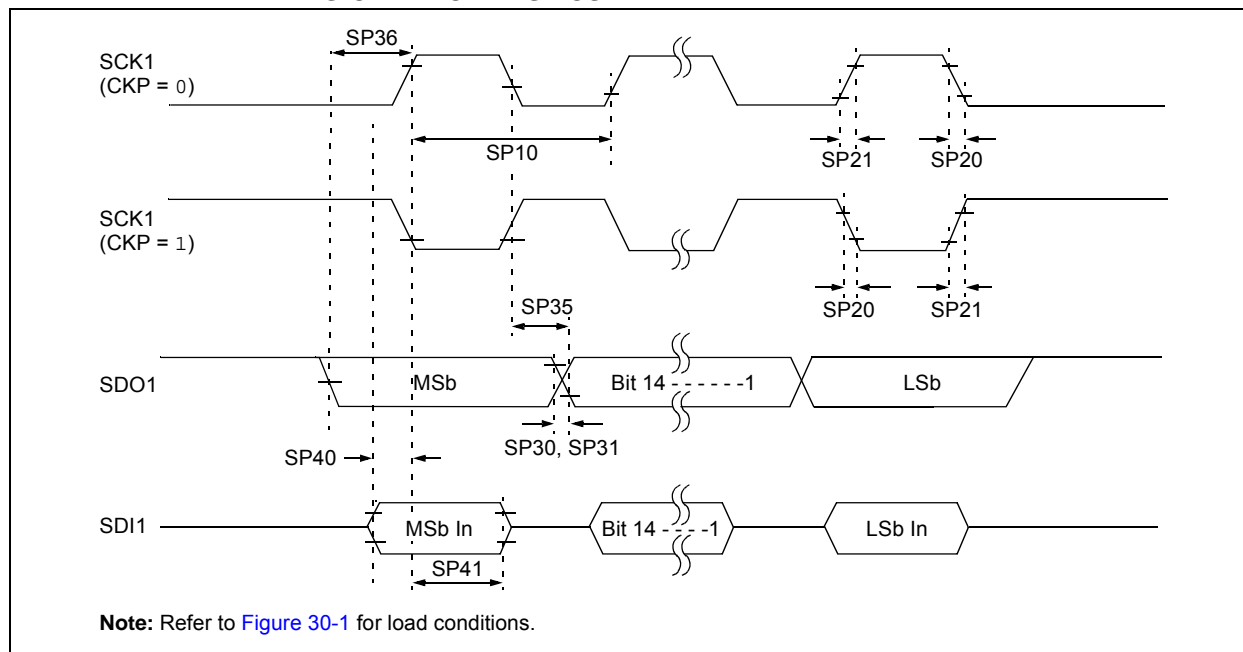 SP36
SCK1
(CKP = 0)
SP10
SP21
SP20
SCK1
(CKP = 1)
SP35
SP20
SP21
SDO1
MSb
Bit 14 - - - - - -1
LSb
SP30, SP31
SP40
SDI1
MSb In
Bit 14 - - - - -1
LSb In
SP41
Note: Refer to Figure 30-1 for load conditions.